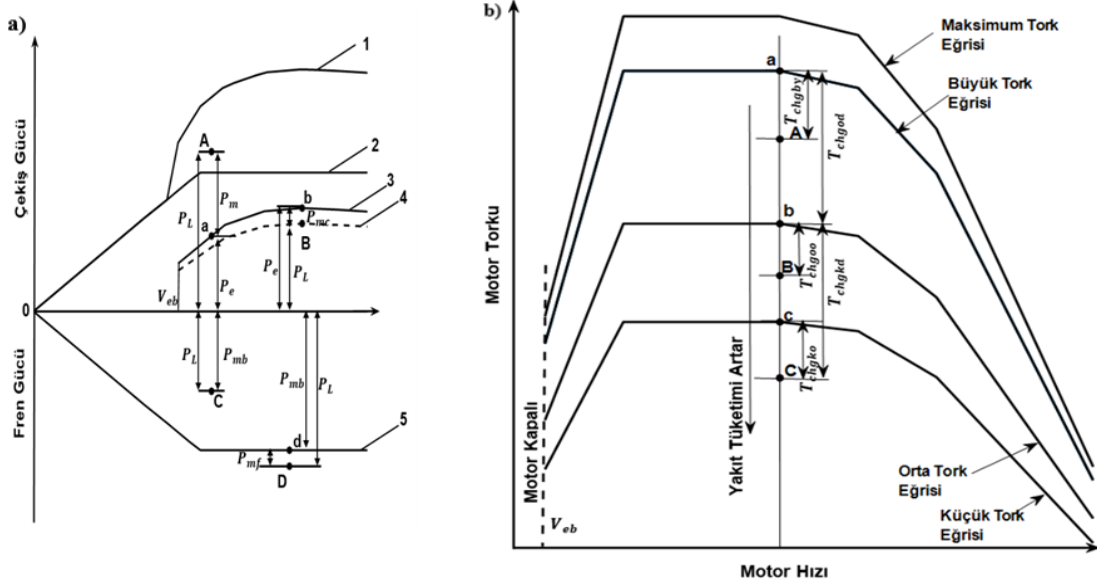 a)
Çekiş Gücü
Fren Gücü
0
1
2
3
4
5
A
a
b
B
C
d
D
P_L
P_m
P_e
P_mc
P_e
P_L
V_eb
P_L
P_mb
P_mb
P_L
P_mf
b)
Motor Torku
Motor Hızı
Motor Kapalı
V_eb
Yakıt Tüketimi Artar
Maksimum Tork
Eğrisi
Büyük Tork
Eğrisi
Orta Tork
Eğrisi
Küçük Tork
Eğrisi
a
A
b
B
c
C
T_chgby
T_chgod
T_chgoo
T_chgkd
T_chgko